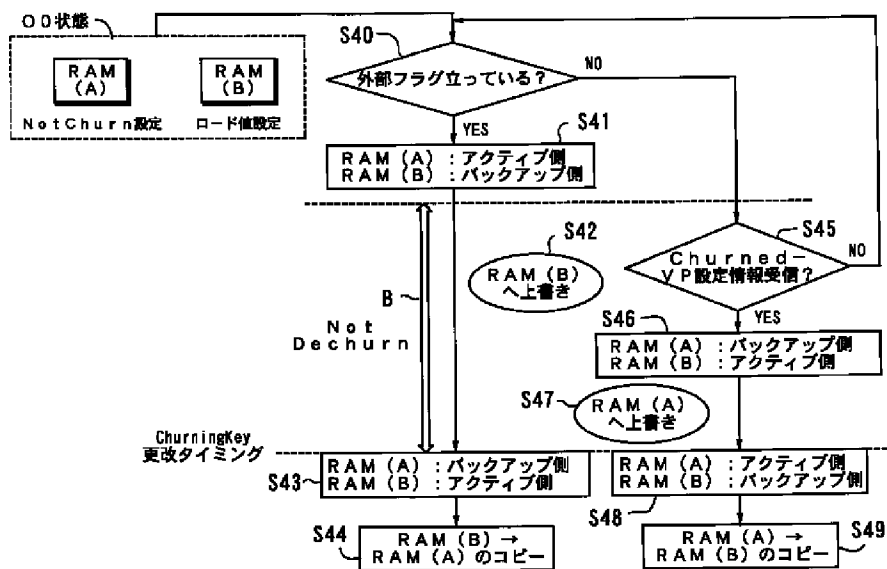 OD状態
RAM
(A)
RAM
(B)
NotChurn設定
ロード値設定
S40
外部フラグ立っている？
NO
YES
S41
RAM (A) :アクティブ側
RAM (B) :バックアップ側
S42
RAM (B)
へ上書き
B
Not
Dechurn
S45
Churned-
VP設定情報受信？
NO
YES
S46
RAM (A) :バックアップ側
RAM (B) :アクティブ側
S47
RAM (A)
へ上書き
ChurningKey
更改タイミング
S43
RAM (A) :バックアップ側
RAM (B) :アクティブ側
RAM (A) :アクティブ側
RAM (B) :バックアップ側
S48
S44
RAM (B) →
RAM (A) のコピー
RAM (A) →
RAM (B) のコピー
S49